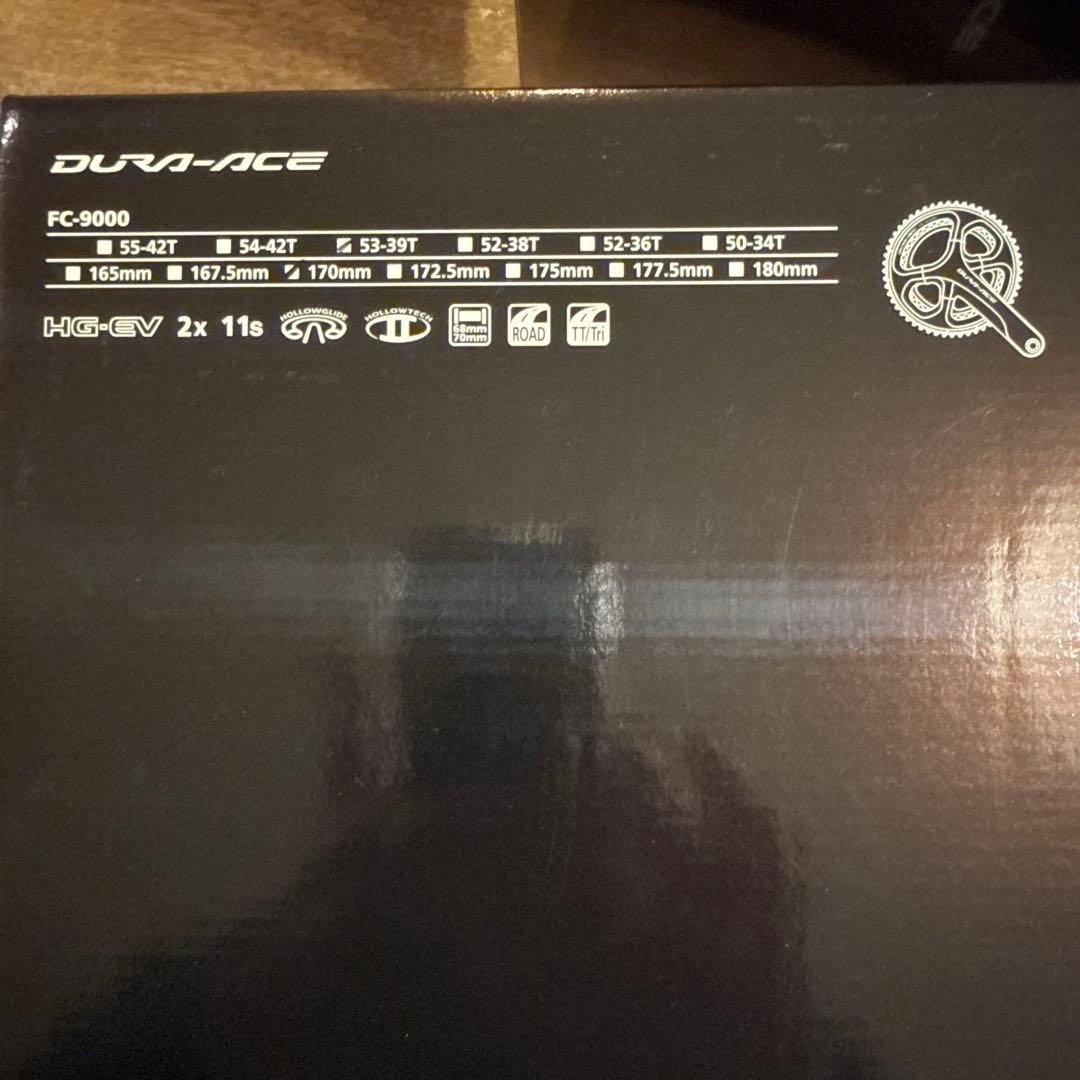 DURA-ACE
FC-9000
55-42T 54-42T 53-39T 52-38T 52-36T 50-34T
165mm 167.5mm 170mm 172.5mm 175mm 177.5mm 180mm
HG-EV 2x 11s HOLLOWGLIDE HOLLOWTECH II 68mm 70mm ROAD TT/Tri
DURA-ACE